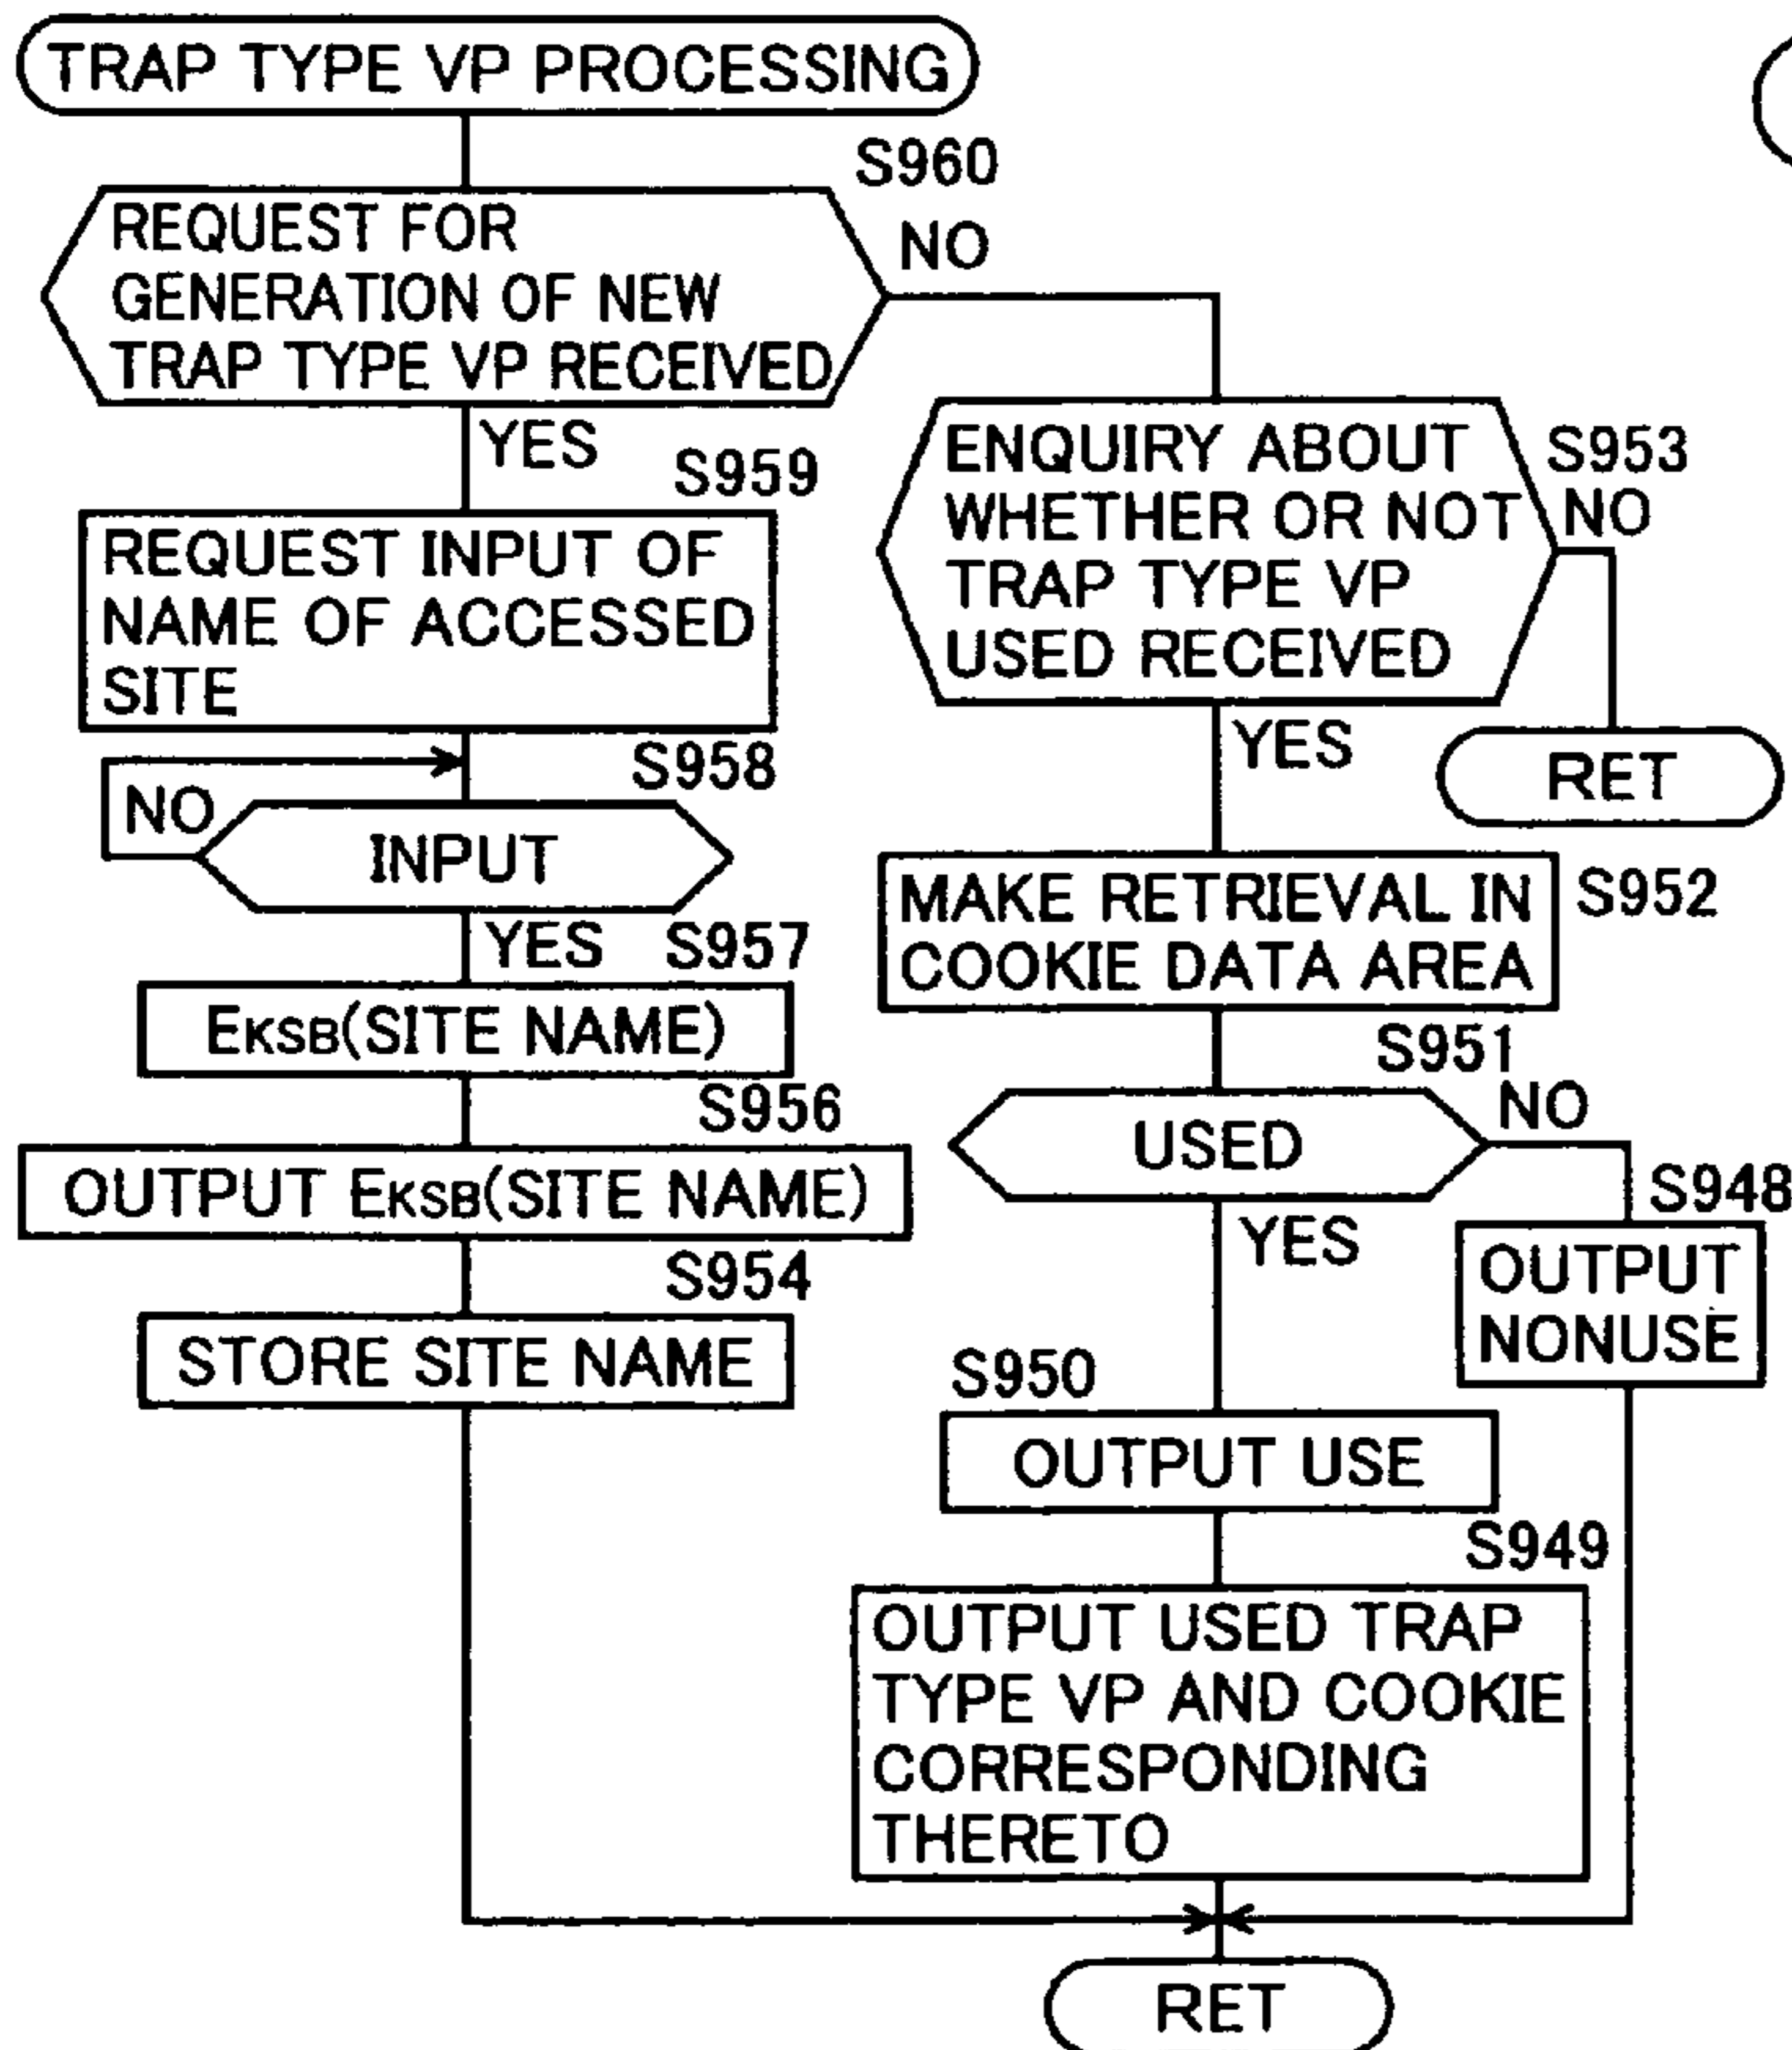 TRAP TYPE VP PROCESSING
S960
REQUEST FOR
GENERATION OF NEW
TRAP TYPE VP RECEIVED
NO
YES
S959
REQUEST INPUT OF
NAME OF ACCESSED
SITE
S958
NO
INPUT
YES
S957
EKSB(SITE NAME)
S956
OUTPUT EKSB(SITE NAME)
S954
STORE SITE NAME
ENQUIRY ABOUT
WHETHER OR NOT
TRAP TYPE VP
USED RECEIVED
S953
NO
RET
YES
MAKE RETRIEVAL IN
COOKIE DATA AREA
S952
S951
USED
NO
YES
S948
OUTPUT
NONUSE
S950
OUTPUT USE
S949
OUTPUT USED TRAP
TYPE VP AND COOKIE
CORRESPONDING
THERETO
RET